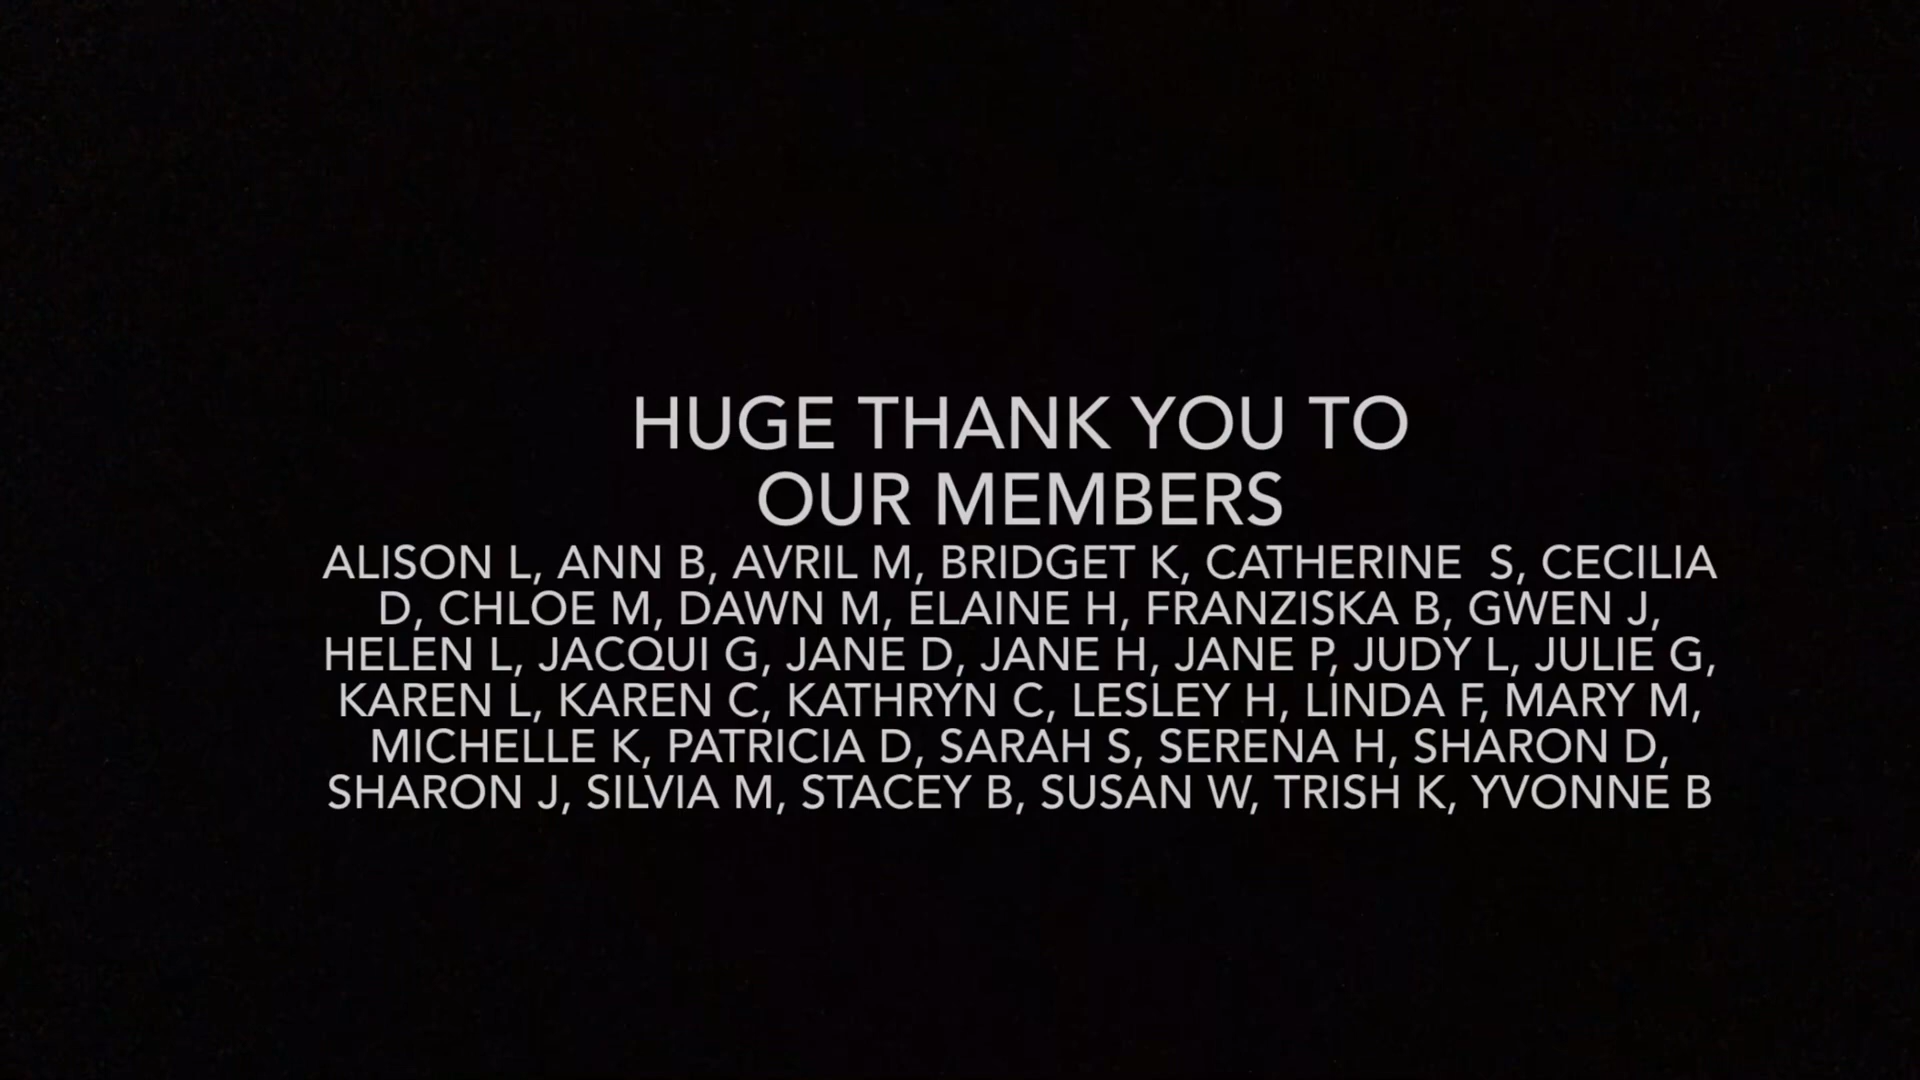 HUGE THANK YOU TO
OUR MEMBERS
ALISON L, ANN B, AVRIL M, BRIDGET K, CATHERINE  S, CECILIA
D, CHLOE M, DAWN M, ELAINE H, FRANZISKA B, GWEN J,
HELEN L, JACQUI G, JANE D, JANE H, JANE P, JUDY L, JULIE G,
KAREN L, KAREN C, KATHRYN C, LESLEY H, LINDA F, MARY M,
MICHELLE K, PATRICIA D, SARAH S, SERENA H, SHARON D,
SHARON J, SILVIA M, STACEY B, SUSAN W, TRISH K, YVONNE B